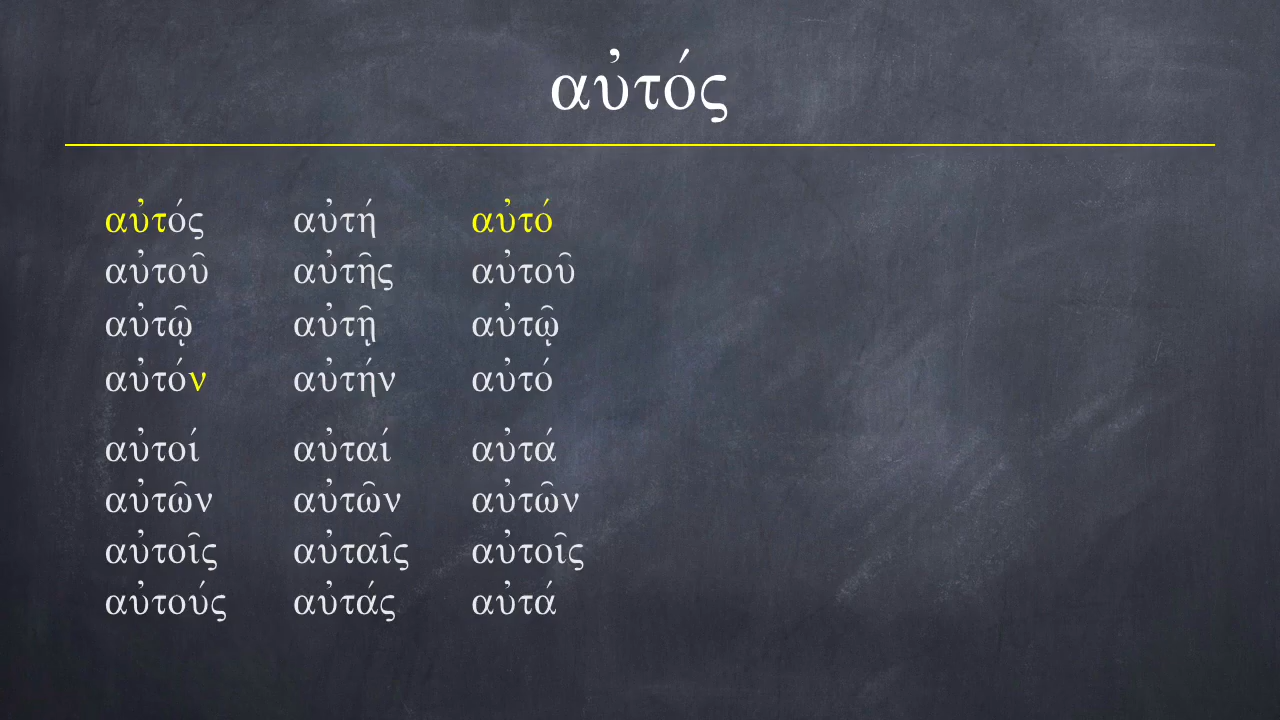 αὐτός
αὐτός αὐτή αὐτό
αὐτοῦ αὐτῆς αὐτοῦ
αὐτῷ αὐτῇ αὐτῷ
αὐτόν αὐτήν αὐτό
αὐτοί αὐταί αὐτά
αὐτῶν αὐτῶν αὐτῶν
αὐτοῖς αὐταῖς αὐτοῖς
αὐτούς αὐτάς αὐτά